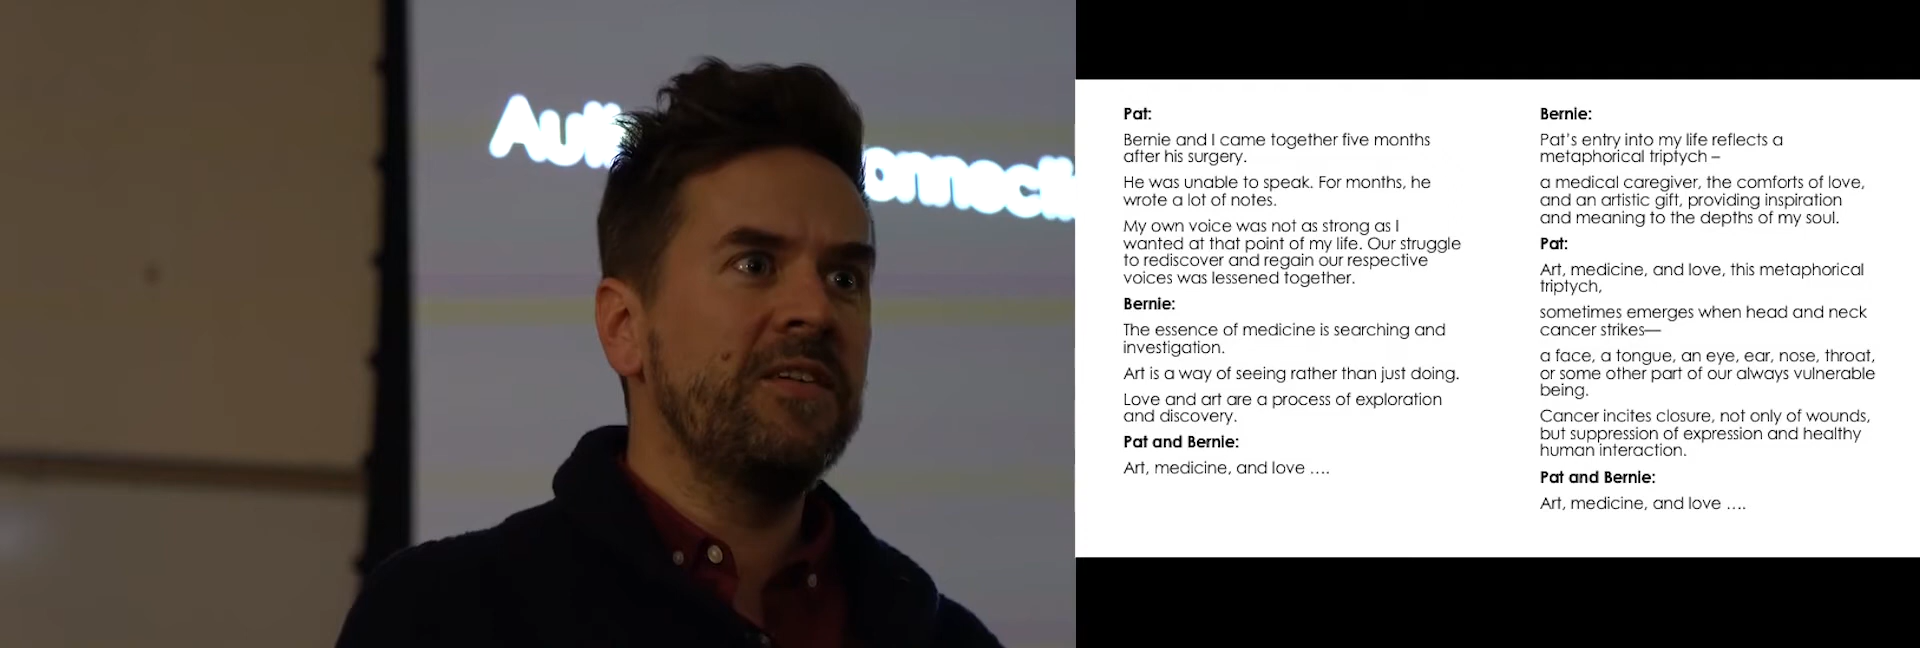 Pat:
Bernie and I came together five months
after his surgery.
He was unable to speak. For months, he
wrote a lot of notes.
My own voice was not as strong as I
wanted at that point of my life. Our struggle
to rediscover and regain our respective
voices was lessened together.
Bernie:
The essence of medicine is searching and
investigation.
Art is a way of seeing rather than just doing.
Love and art are a process of exploration
and discovery.
Pat and Bernie:
Art, medicine, and love ....
Bernie:
Pat's entry into my life reflects a
metaphorical triptych –
a medical caregiver, the comforts of love,
and an artistic gift, providing inspiration
and meaning to the depths of my soul.
Pat:
Art, medicine, and love, this metaphorical
triptych,
sometimes emerges when head and neck
cancer strikes—
a face, a tongue, an eye, ear, nose, throat,
or some other part of our always vulnerable
being.
Cancer incites closure, not only of wounds,
but suppression of expression and healthy
human interaction.
Pat and Bernie:
Art, medicine, and love ....